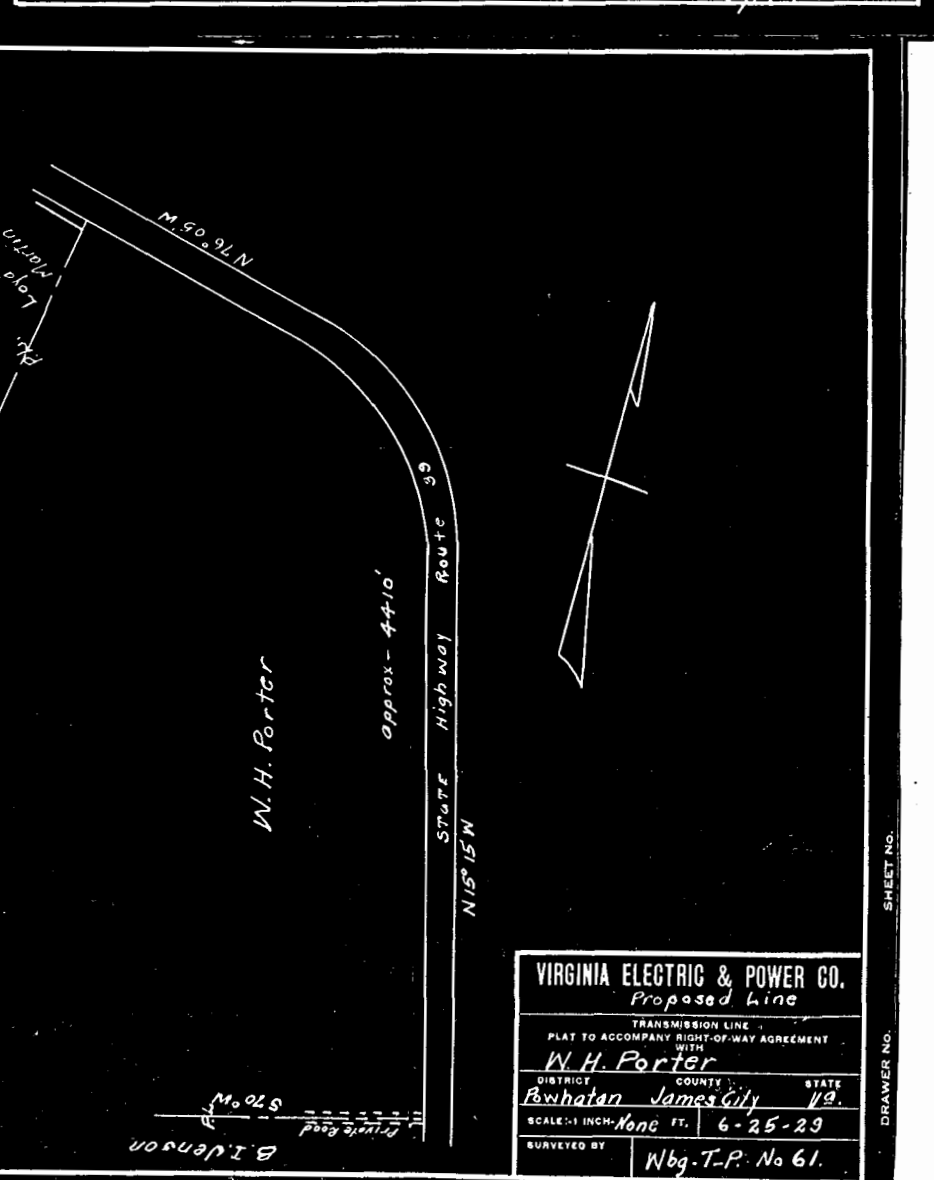 N 76° 05' W
P.L. Loyd
Martin
STATE Highway Route 39
approx - 4410'
W. H. Porter
N 15° 15 W
S 70° W
P.L.
Private Road
B. I. Jenson
VIRGINIA ELECTRIC & POWER CO.
Proposed Line
TRANSMISSION LINE
PLAT TO ACCOMPANY RIGHT-OF-WAY AGREEMENT
WITH
W. H. Porter
DISTRICT COUNTY STATE
Powhatan James City Va.
SCALE:-1 INCH-None FT. 6-25-29
SURVEYED BY
Wbg.-T-P. No 61.
SHEET No.
DRAWER No.